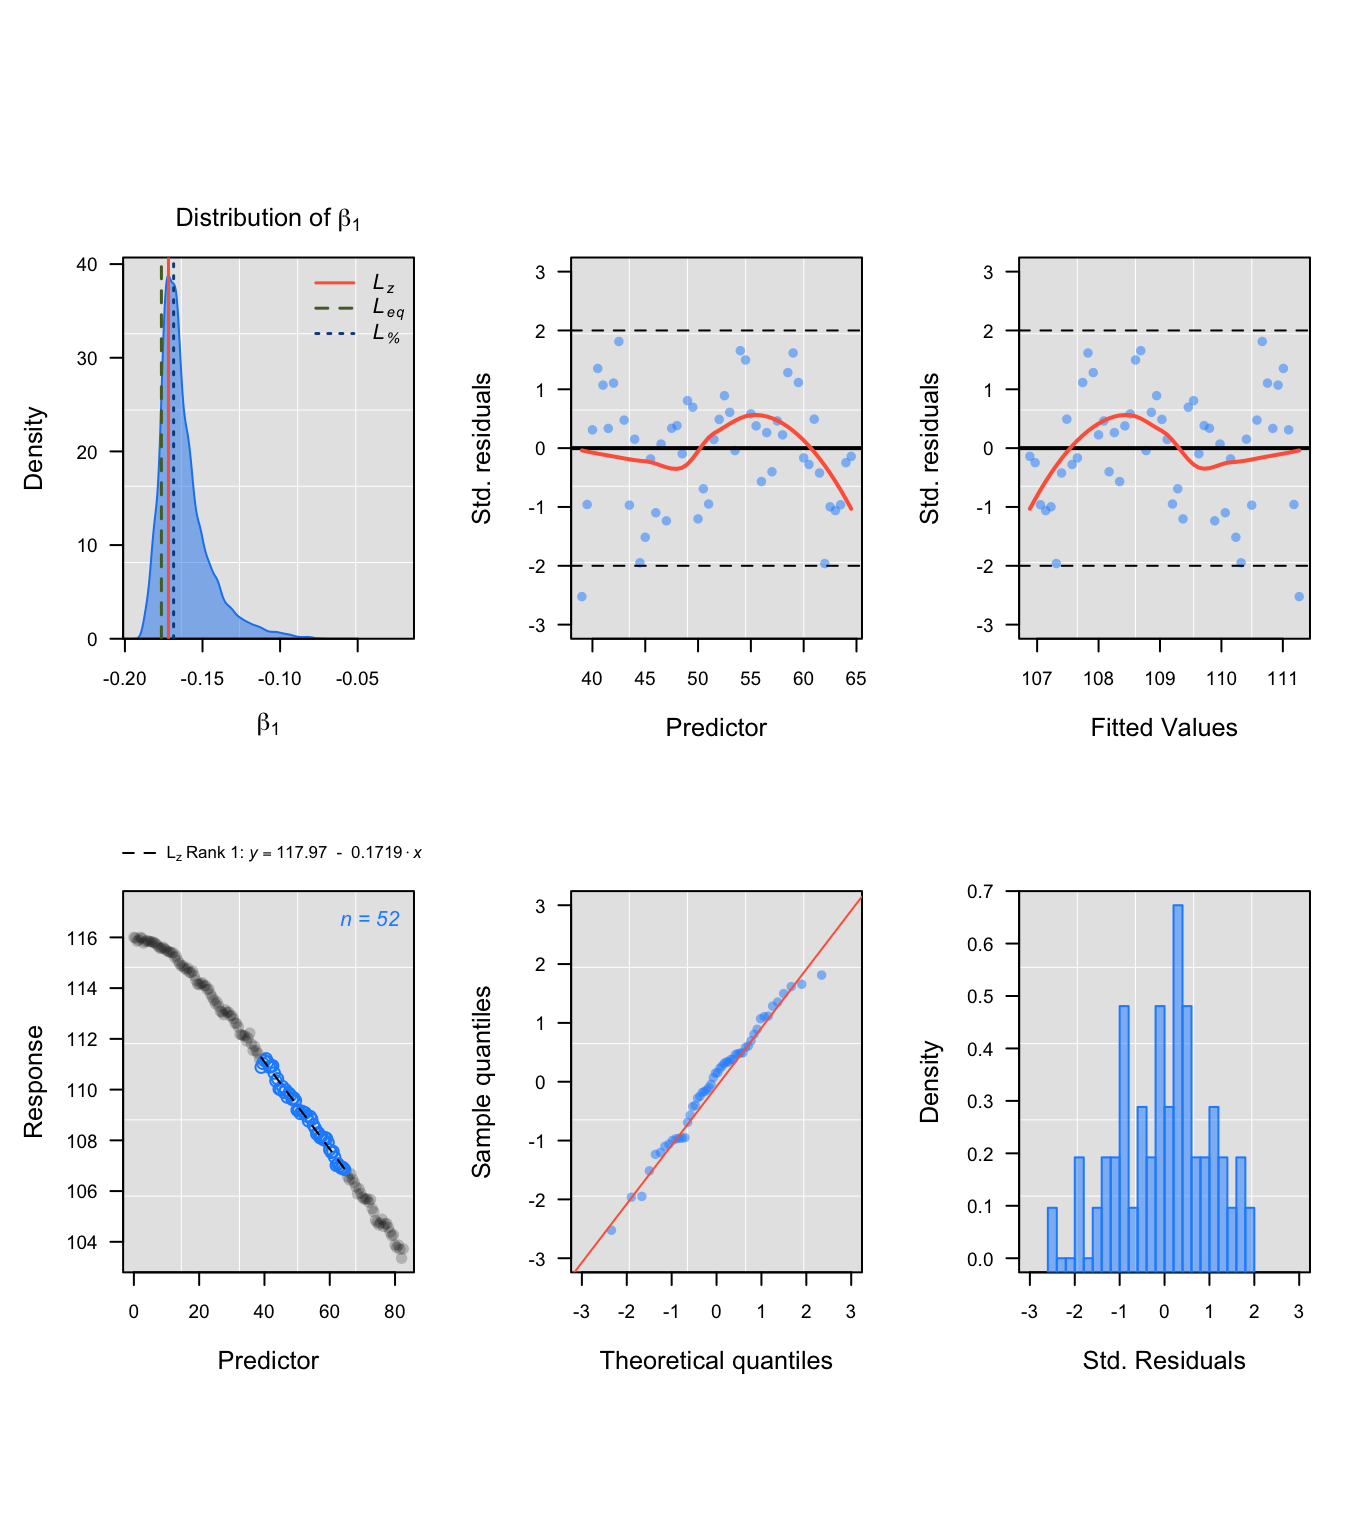 Distribution of β1
Density
40
30
20
10
0
-0.20 -0.15 -0.10 -0.05
β1
Lz
Leq
L%
Std. residuals
3
2
1
0
-1
-2
-3
40 45 50 55 60 65
Predictor
Std. residuals
3
2
1
0
-1
-2
-3
107 108 109 110 111
Fitted Values
Lz Rank 1: y = 117.97 - 0.1719 · x
n = 52
Response
116
114
112
110
108
106
104
0 20 40 60 80
Predictor
Sample quantiles
3
2
1
0
-1
-2
-3
-3 -2 -1 0 1 2 3
Theoretical quantiles
Density
0.7
0.6
0.5
0.4
0.3
0.2
0.1
0.0
-3 -2 -1 0 1 2 3
Std. Residuals